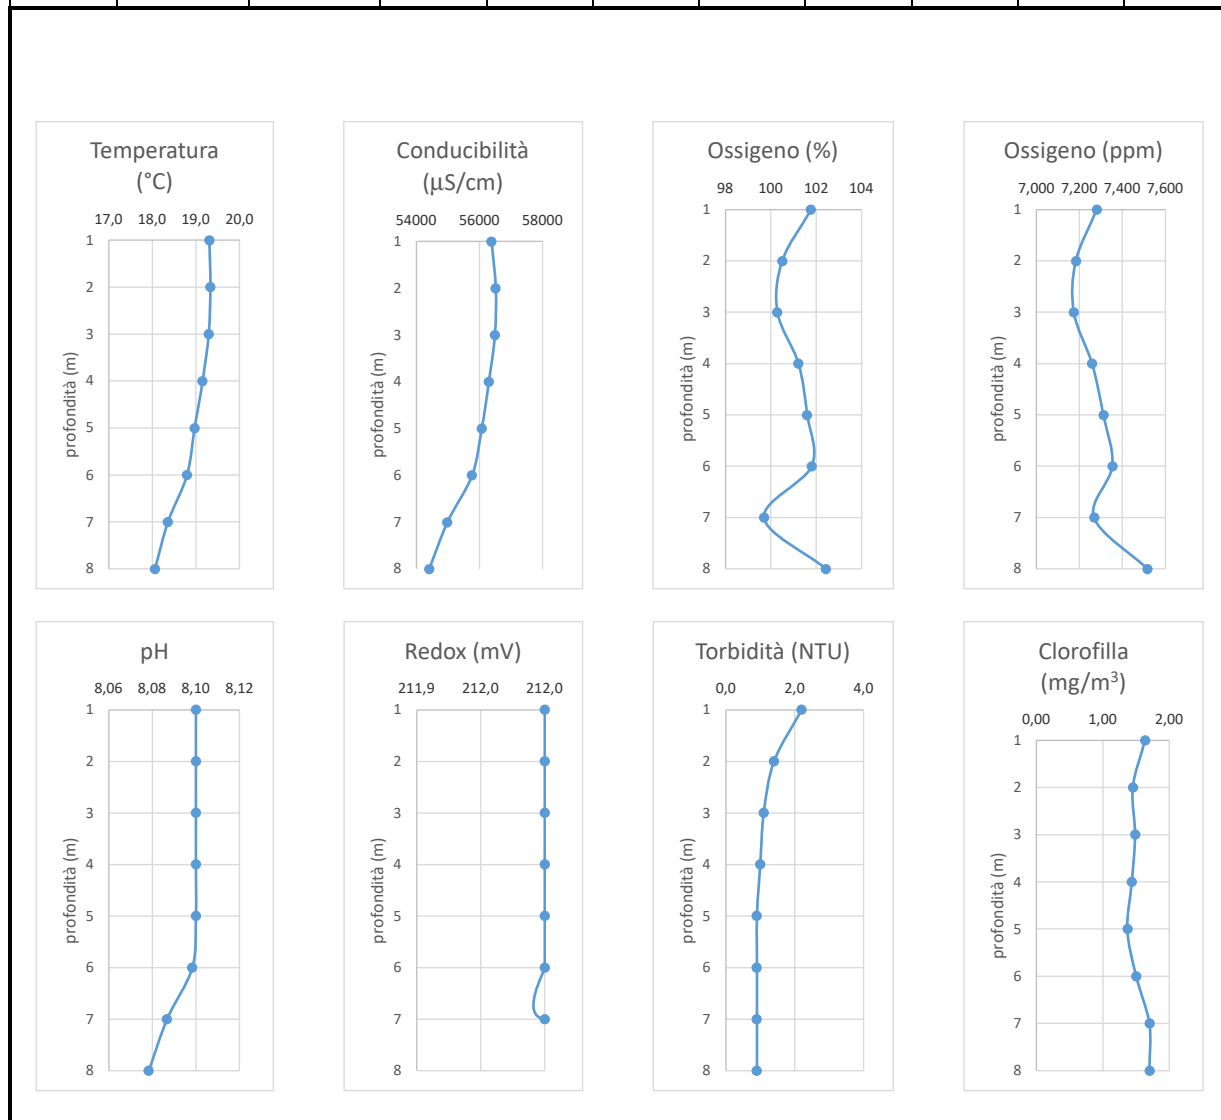 Temperatura
(°C)
17,0 18,0 19,0 20,0
1
2
3
4
5
6
7
8
profondità (m)
Conducibilità
(µS/cm)
54000 56000 58000
1
2
3
4
5
6
7
8
profondità (m)
Ossigeno (%)
98 100 102 104
1
2
3
4
5
6
7
8
profondità (m)
Ossigeno (ppm)
7,000 7,200 7,400 7,600
1
2
3
4
5
6
7
8
profondità (m)
pH
8,06 8,08 8,10 8,12
1
2
3
4
5
6
7
8
profondità (m)
Redox (mV)
211,9 212,0 212,0
1
2
3
4
5
6
7
8
profondità (m)
Torbidità (NTU)
0,0 2,0 4,0
1
2
3
4
5
6
7
8
profondità (m)
Clorofilla
(mg/m³)
0,00 1,00 2,00
1
2
3
4
5
6
7
8
profondità (m)